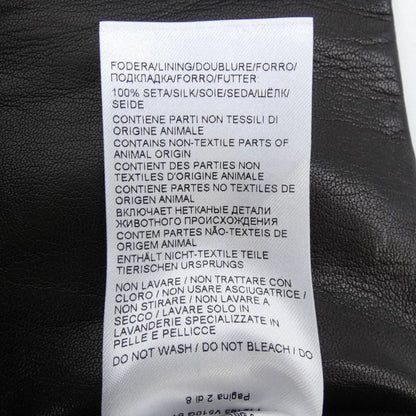 FODERA/LINING/DOUBLURE/FORRO/
ПОДКЛАДКА/FORRO/FUTTER:
100% SETA/SILK/SOIE/SEDA/ШЁЛК/
SEIDE
CONTIENE PARTI NON TESSILI DI
ORIGINE ANIMALE
CONTAINS NON-TEXTILE PARTS OF
ANIMAL ORIGIN
CONTIENT DES PARTIES NON
TEXTILES D'ORIGINE ANIMALE
CONTIENE PARTES NO TEXTILES DE
ORIGEN ANIMAL
ВКЛЮЧАЕТ НЕТКАНЫЕ ДЕТАЛИ
ЖИВОТНОГО ПРОИСХОЖДЕНИЯ
CONTEM PARTES NÃO-TEXTEIS DE
ORIGEM ANIMAL
ENTHÄLT NICHT-TEXTILE TEILE
TIERISCHEN URSPRUNGS
NON LAVARE / NON TRATTARE CON
CLORO / NON USARE ASCIUGATRICE /
NON STIRARE / NON LAVARE A
SECCO / LAVARE SOLO IN
LAVANDERIE SPECIALIZZATE IN
PELLE E PELLICCE
DO NOT WASH / DO NOT BLEACH / DO
Pagina 2 di 8